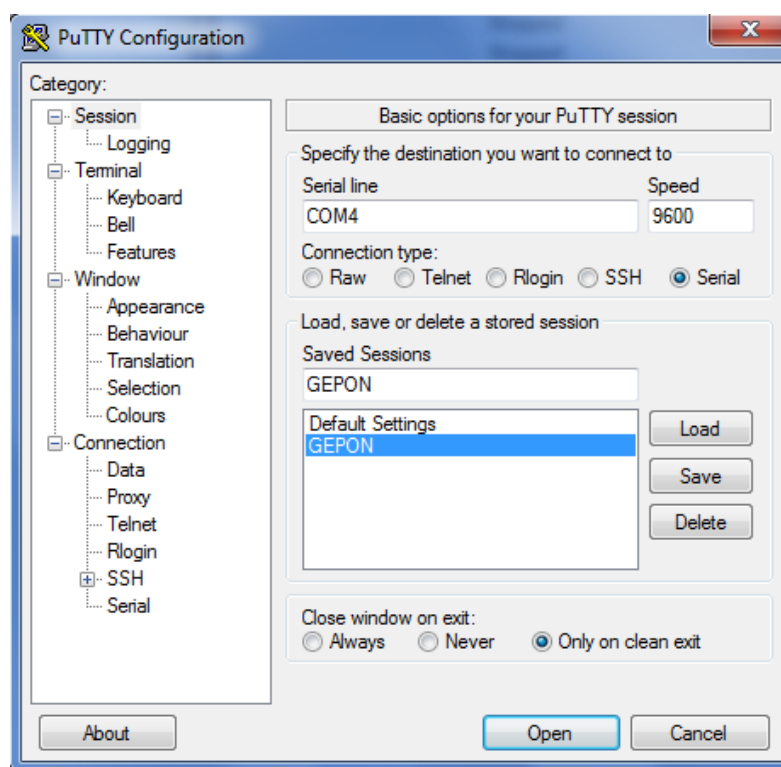 PuTTY Configuration
Category:
Session
Logging
Terminal
Keyboard
Bell
Features
Window
Appearance
Behaviour
Translation
Selection
Colours
Connection
Data
Proxy
Telnet
Rlogin
SSH
Serial
Basic options for your PuTTY session
Specify the destination you want to connect to
Serial line Speed
COM4 9600
Connection type:
Raw Telnet Rlogin SSH Serial
Load, save or delete a stored session
Saved Sessions
GEPON
Default Settings
GEPON
Load
Save
Delete
Close window on exit:
Always Never Only on clean exit
About Open Cancel